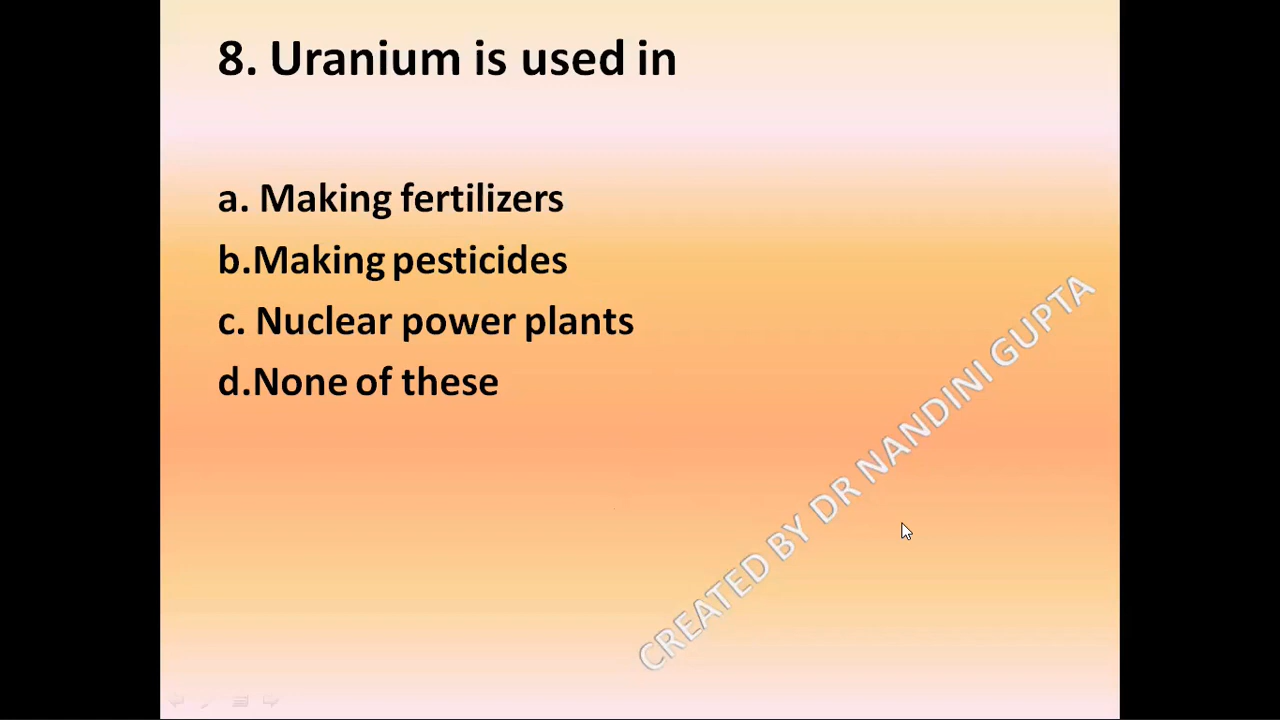 8. Uranium is used in
a. Making fertilizers
b.Making pesticides
c. Nuclear power plants
d.None of these
CREATED BY DR NANDINI GUPTA